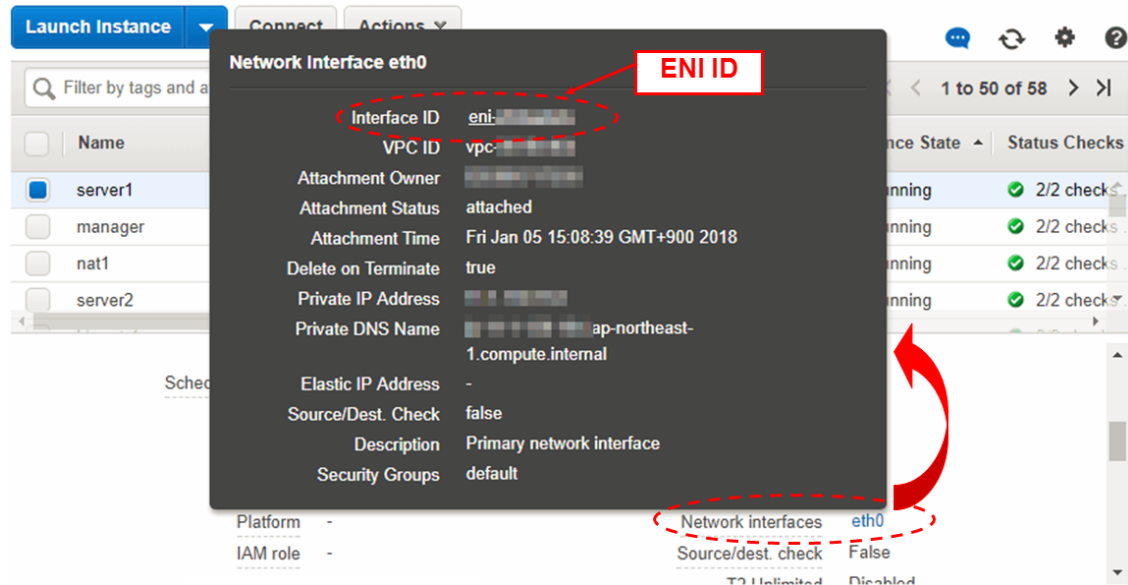 Launch Instance
Connect
Actions
Filter by tags and a
1 to 50 of 58
Name
nce State
Status Checks
server1
nning
2/2 checks
manager
nning
2/2 checks
nat1
nning
2/2 checks
server2
nning
2/2 checks
Network Interface eth0
ENI ID
Interface ID eni-
VPC ID vpc-
Attachment Owner
Attachment Status attached
Attachment Time Fri Jan 05 15:08:39 GMT+900 2018
Delete on Terminate true
Private IP Address
Private DNS Name ap-northeast-
1.compute.internal
Elastic IP Address -
Source/Dest. Check false
Description Primary network interface
Security Groups default
Sched
Platform -
Network interfaces eth0
IAM role -
Source/dest. check False
T2 Unlimited Disabled